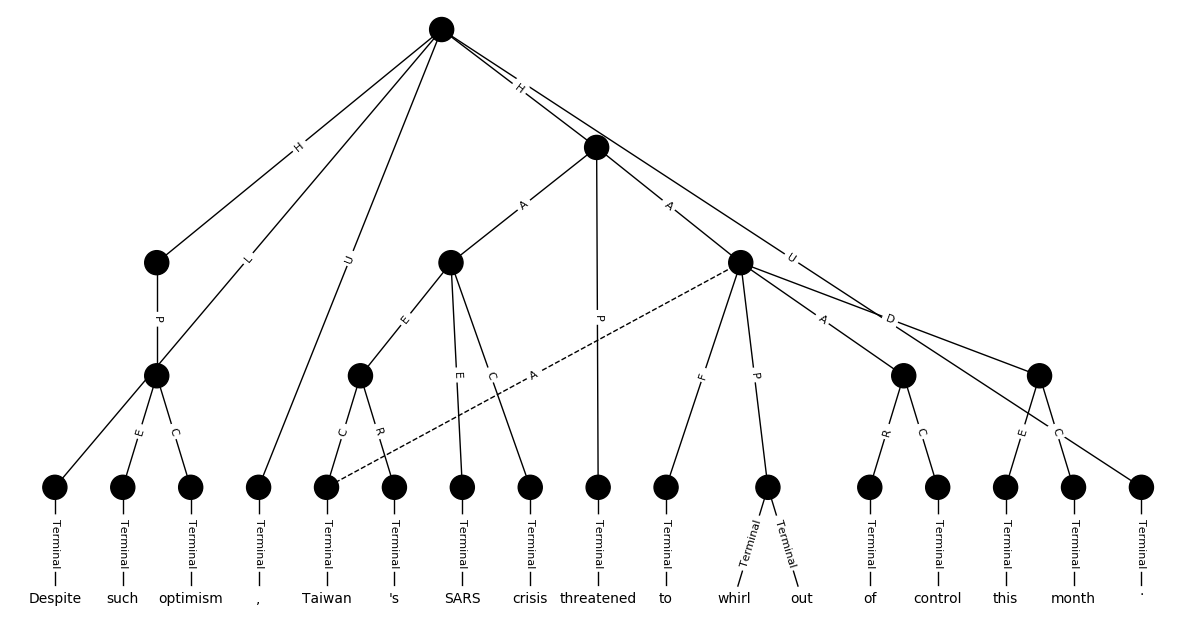 H
H
A
A
L
U
U
P
E
E
C
A
P
F
P
A
D
E
C
C
R
R
C
E
C
Terminal Terminal Terminal Terminal Terminal Terminal Terminal Terminal Terminal Terminal Terminal Terminal Terminal Terminal Terminal Terminal Terminal
Despite such optimism , Taiwan 's SARS crisis threatened to whirl out of control this month .